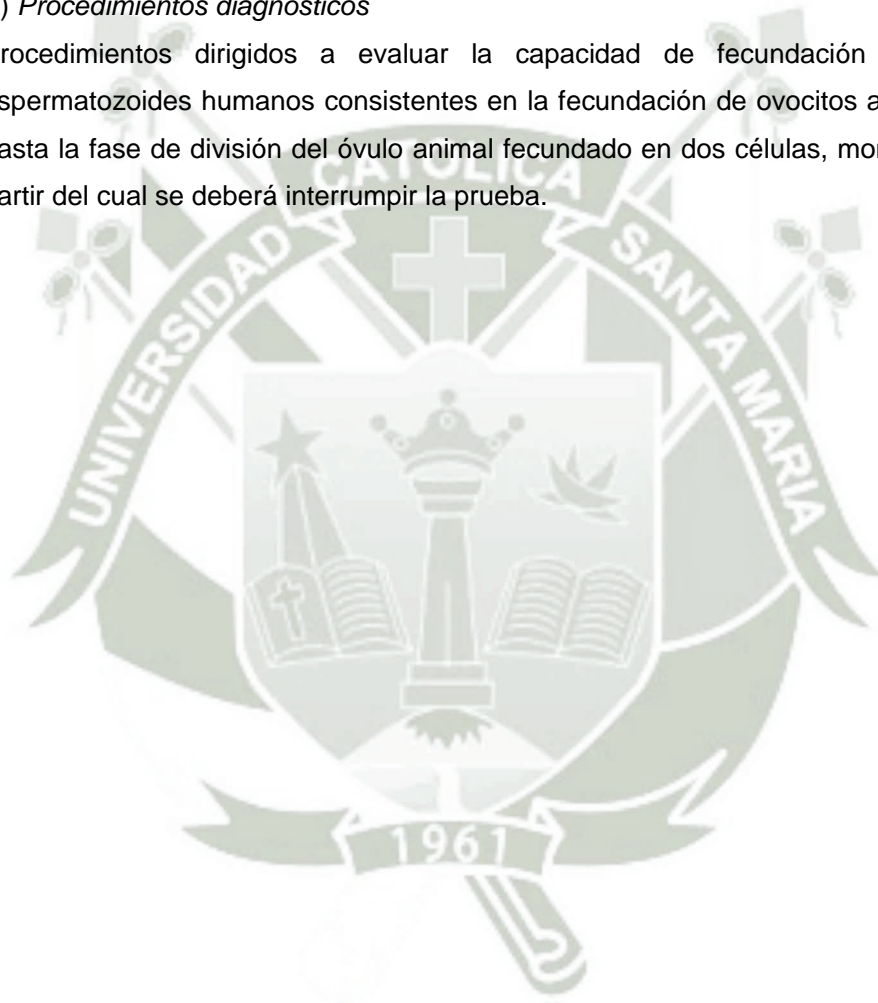 ) Procedimientos diagnósticos
rocedimientos dirigidos a evaluar la capacidad de fecundación
spermatozoides humanos consistentes en la fecundación de ovocitos a
asta la fase de división del óvulo animal fecundado en dos células, mor
artir del cual se deberá interrumpir la prueba.
UNIVERSIDAD CATOLICA SANTA MARIA
1961